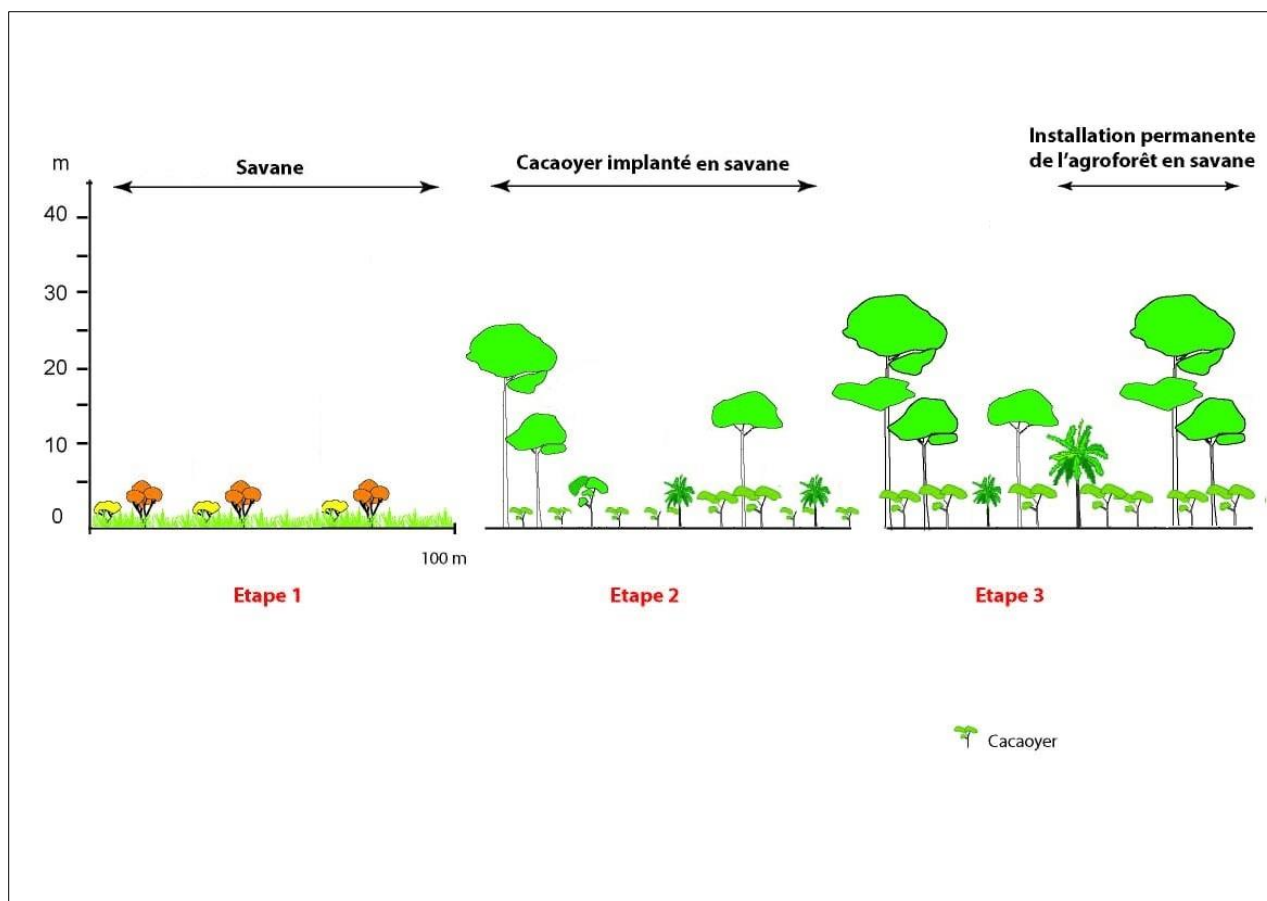 m
Savane
Cacaoyer implanté en savane
Installation permanente
de l'agroforêt en savane
40
30
20
10
0
100 m
Etape 1
Etape 2
Etape 3
Cacaoyer